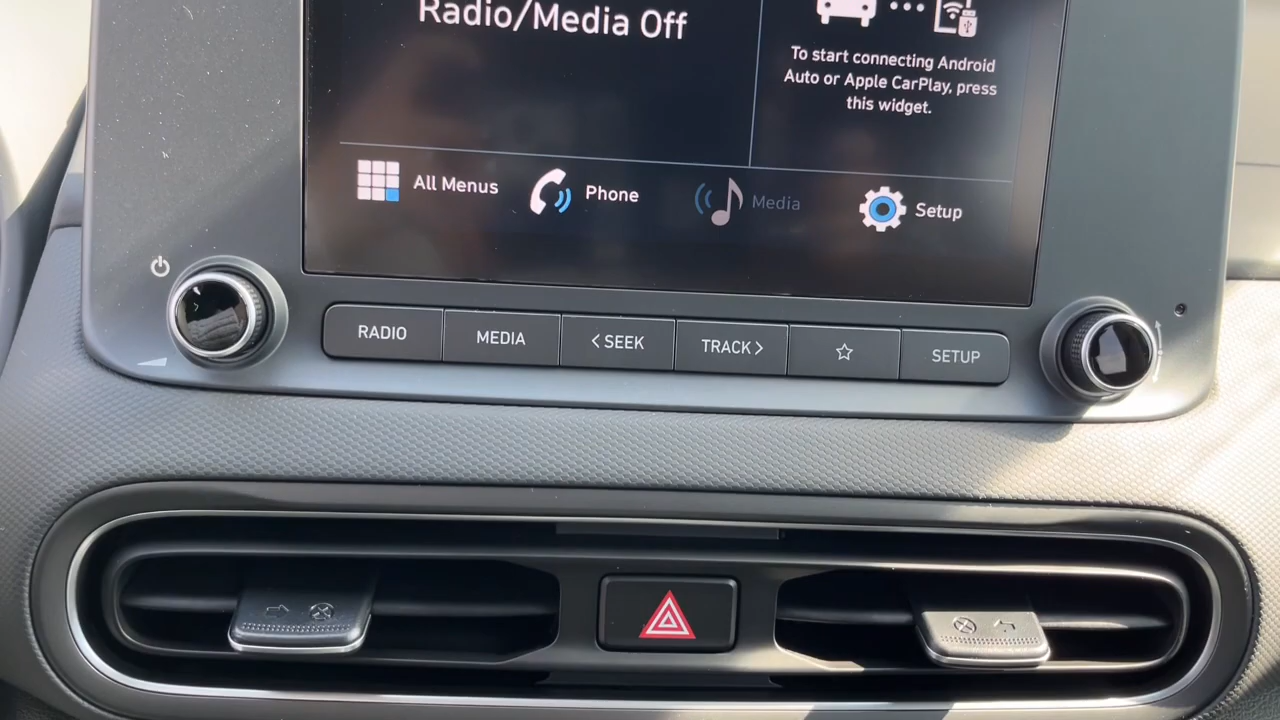 Radio/Media Off
To start connecting Android
Auto or Apple CarPlay, press
this widget.
All Menus
Phone
Media
Setup
RADIO
MEDIA
< SEEK
TRACK >
SETUP